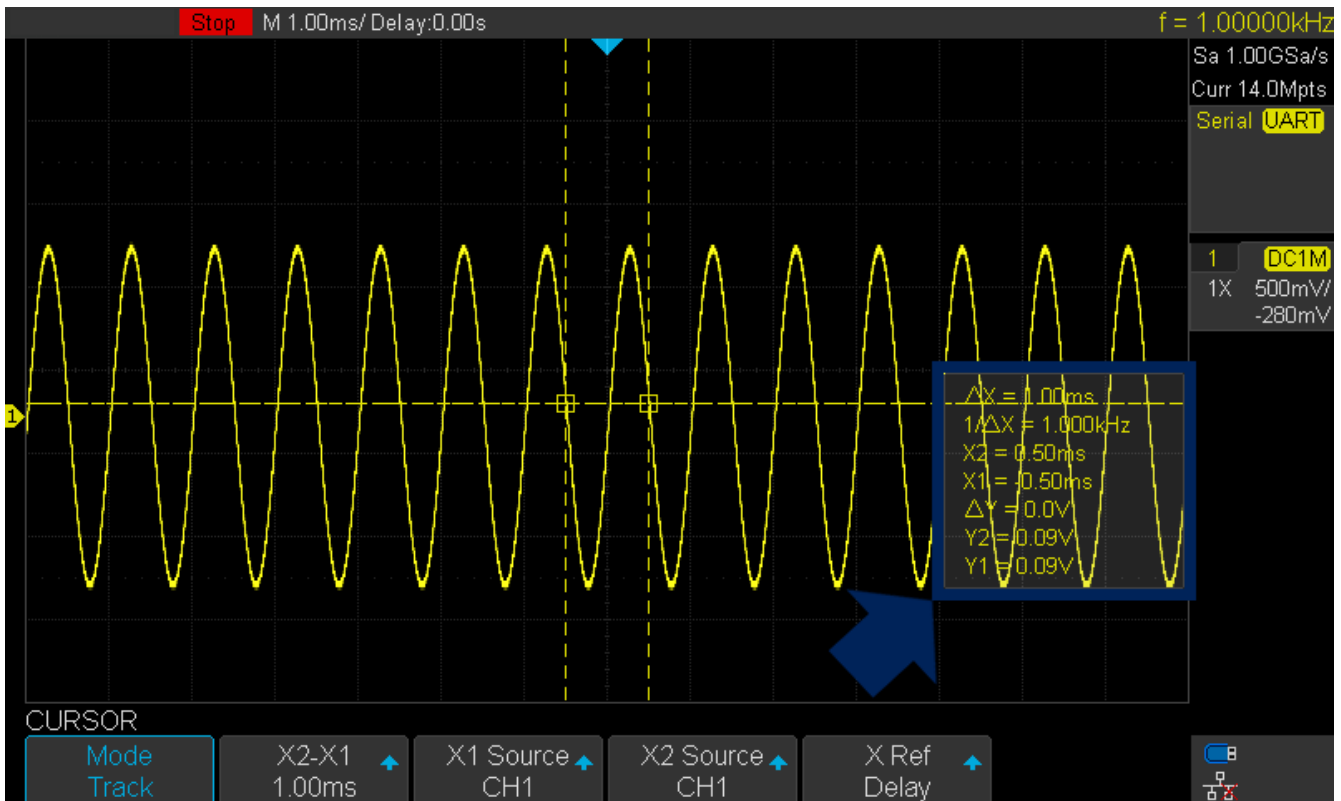 Stop M 1.00ms/ Delay:0.00s f = 1.00000kHz
Sa 1.00GSa/s
Curr 14.0Mpts
Serial UART
1 DC1M
1X 500mV/
-280mV
1
△X = 1.00ms
1/△X = 1.000kHz
X2 = 0.50ms
X1 = -0.50ms
△Y = 0.0V
Y2 = 0.09V
Y1 = 0.09V
CURSOR
Mode X2-X1 X1 Source X2 Source X Ref
Track 1.00ms CH1 CH1 Delay